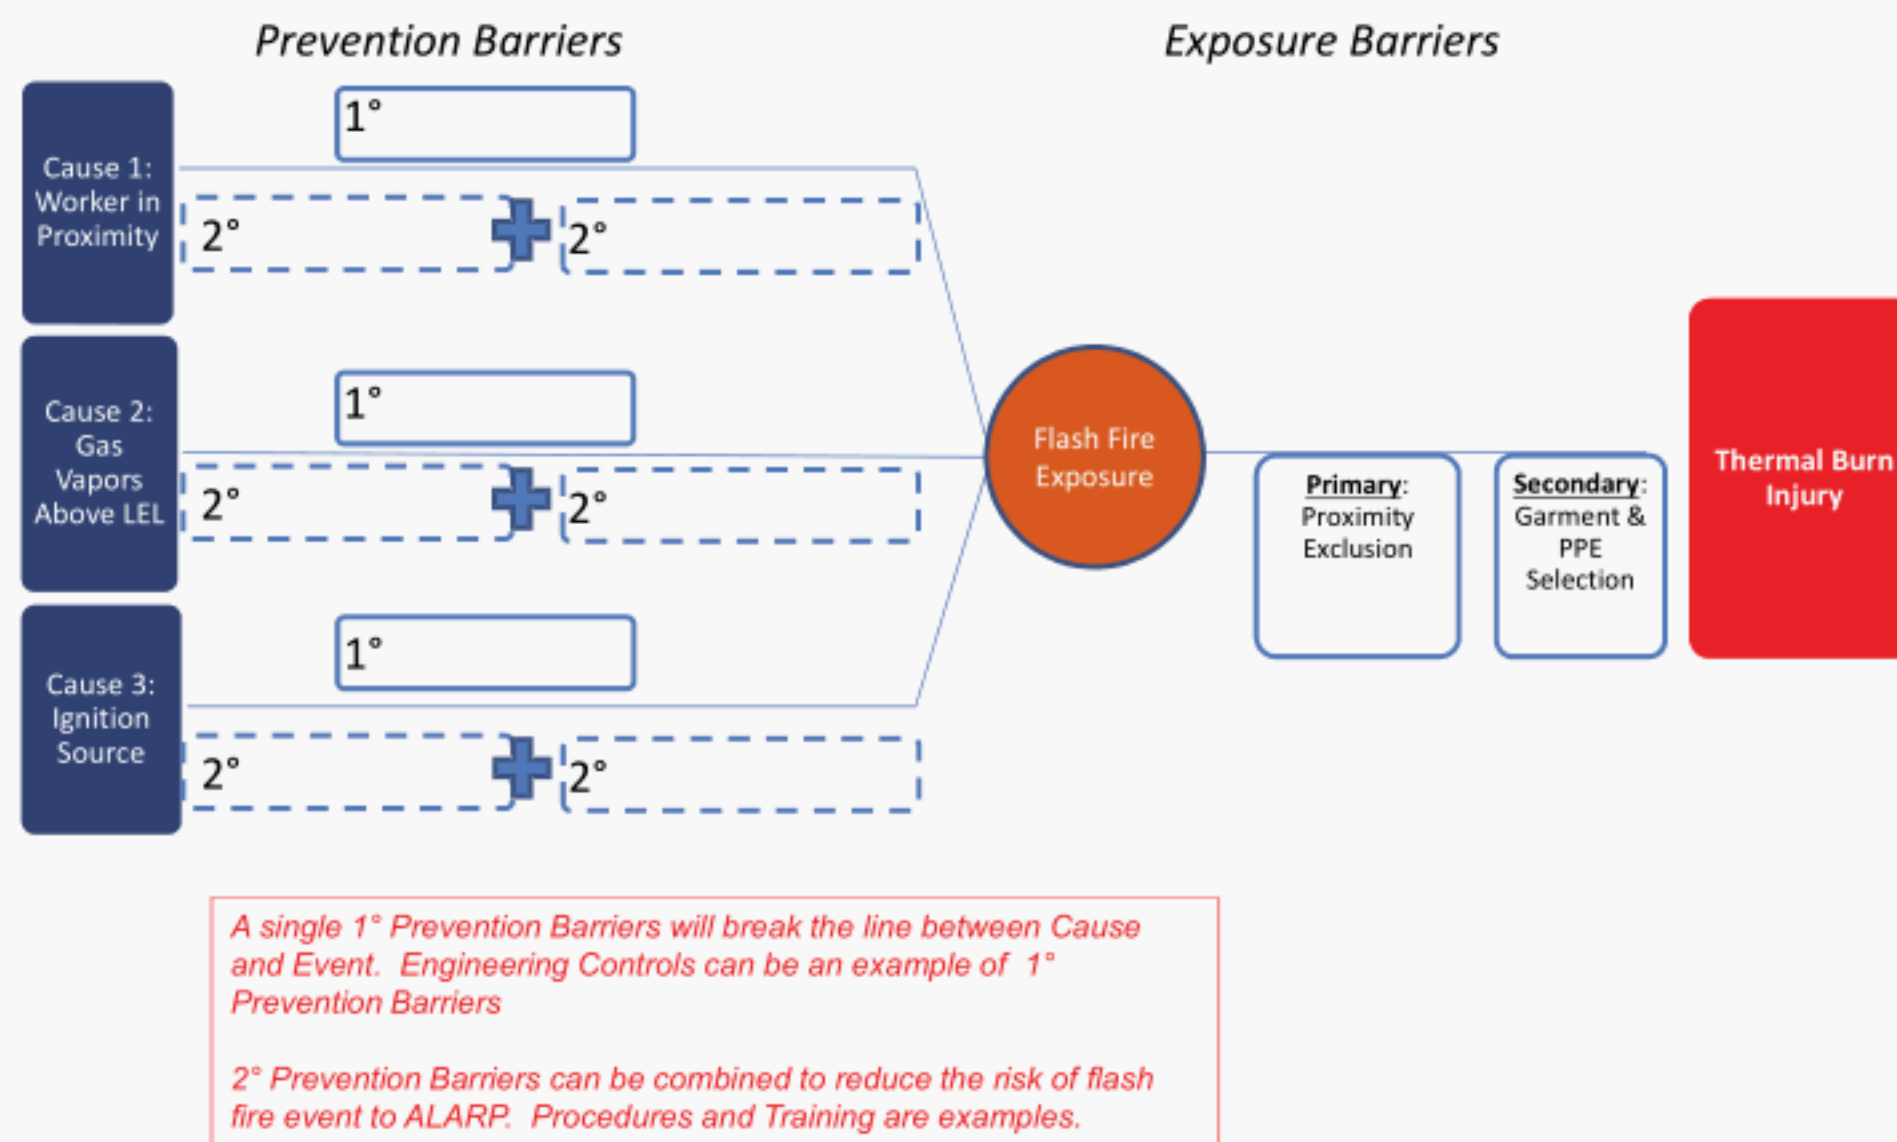 Prevention Barriers
Exposure Barriers
Cause 1:
Worker in
Proximity
1°
2°
2°
Cause 2:
Gas
Vapors
Above LEL
1°
2°
2°
Cause 3:
Ignition
Source
1°
2°
2°
Flash Fire
Exposure
Primary:
Proximity
Exclusion
Secondary:
Garment &
PPE
Selection
Thermal Burn
Injury
A single 1° Prevention Barriers will break the line between Cause
and Event.  Engineering Controls can be an example of  1°
Prevention Barriers
2° Prevention Barriers can be combined to reduce the risk of flash
fire event to ALARP.  Procedures and Training are examples.